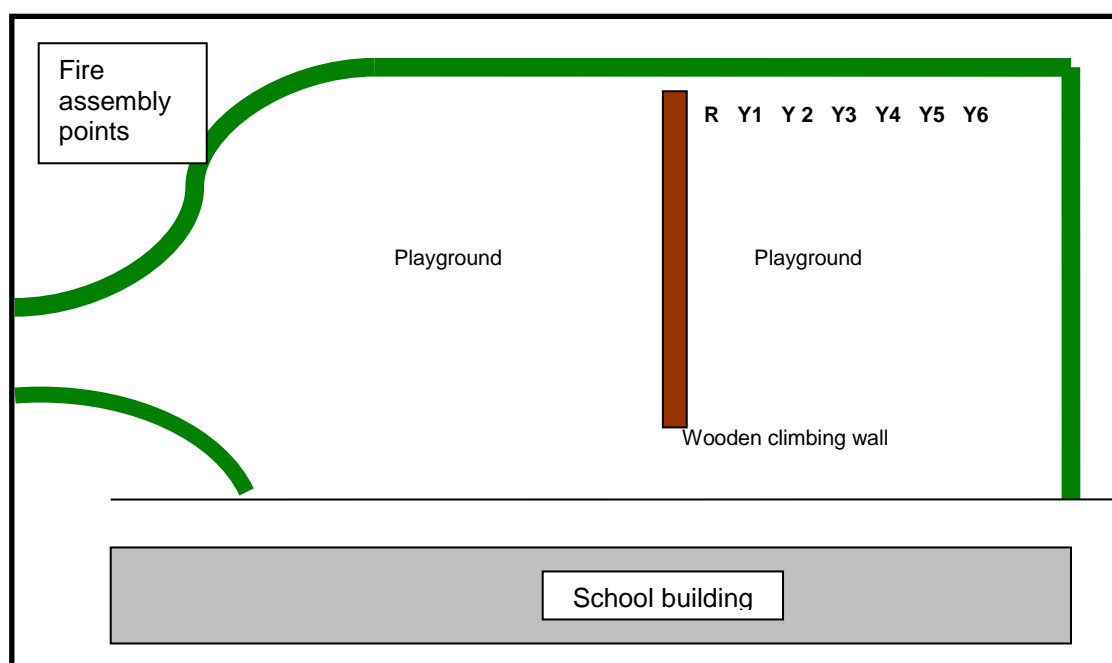 Fire
assembly
points
R Y1 Y 2 Y3 Y4 Y5 Y6
Playground Playground
Wooden climbing wall
School building